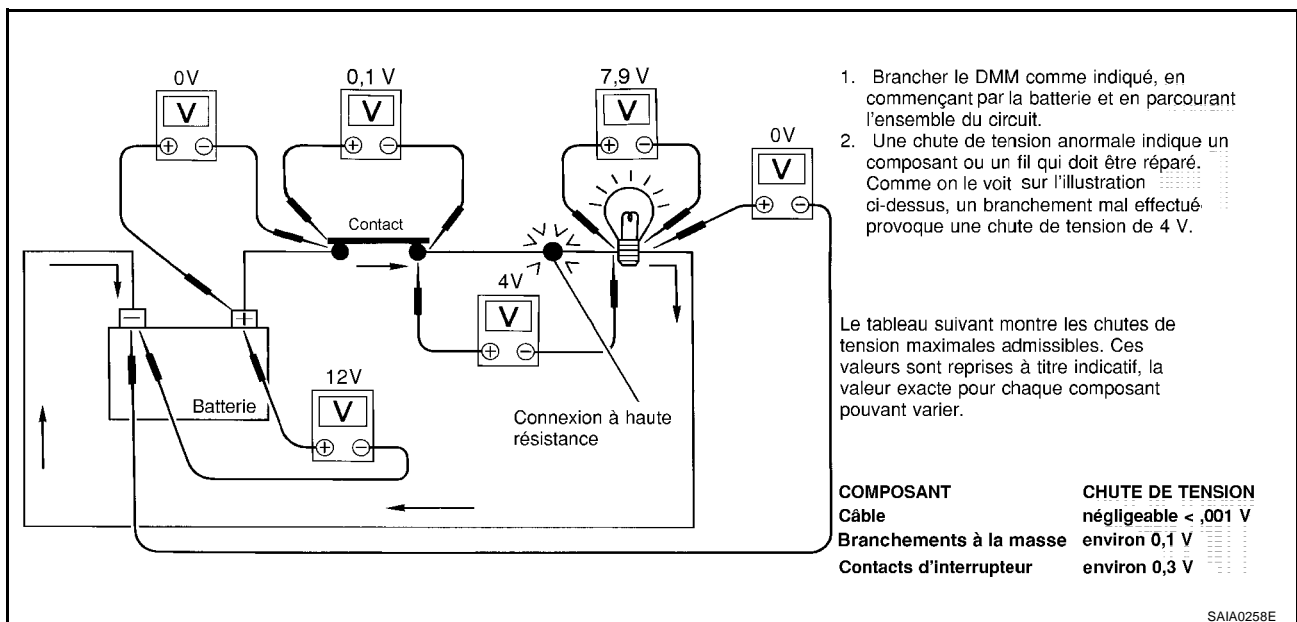 0V
0,1 V
7,9 V
0V
V
V
V
V
Contact
4V
V
12V
V
Batterie
Connexion à haute
résistance
1. Brancher le DMM comme indiqué, en
commençant par la batterie et en parcourant
l'ensemble du circuit.
2. Une chute de tension anormale indique un
composant ou un fil qui doit être réparé.
Comme on le voit sur l'illustration
ci-dessus, un branchement mal effectué
provoque une chute de tension de 4 V.
Le tableau suivant montre les chutes de
tension maximales admissibles. Ces
valeurs sont reprises à titre indicatif, la
valeur exacte pour chaque composant
pouvant varier.
COMPOSANT CHUTE DE TENSION
Câble négligeable < ,001 V
Branchements à la masse environ 0,1 V
Contacts d'interrupteur environ 0,3 V
SAIA0258E